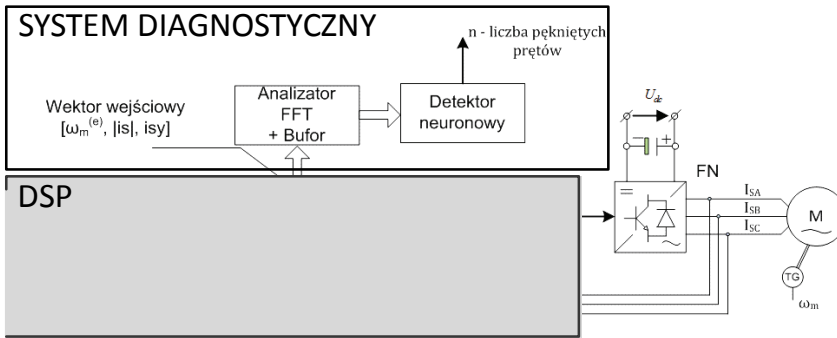 SYSTEM DIAGNOSTYCZNY
n - liczba pękniętych
prętów
Wektor wejściowy
[ωm(e), |is|, isy]
Analizator
FFT
+ Bufor
Detektor
neuronowy
Udc
− +
FN
DSP
=
~
ISA
ISB
ISC
M
~
TG
ωm